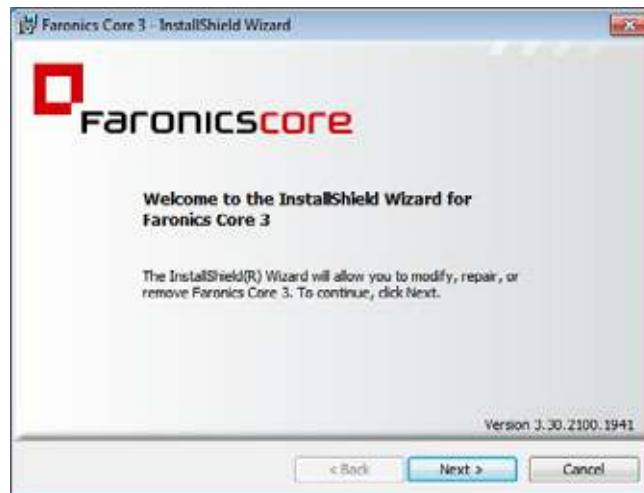 Faronics Core 3 - InstallShield Wizard
Faronicscore
Welcome to the InstallShield Wizard for
Faronics Core 3
The InstallShield(R) Wizard will allow you to modify, repair, or
remove Faronics Core 3. To continue, click Next.
Version 3.30.2100.1941
< Back Next > Cancel